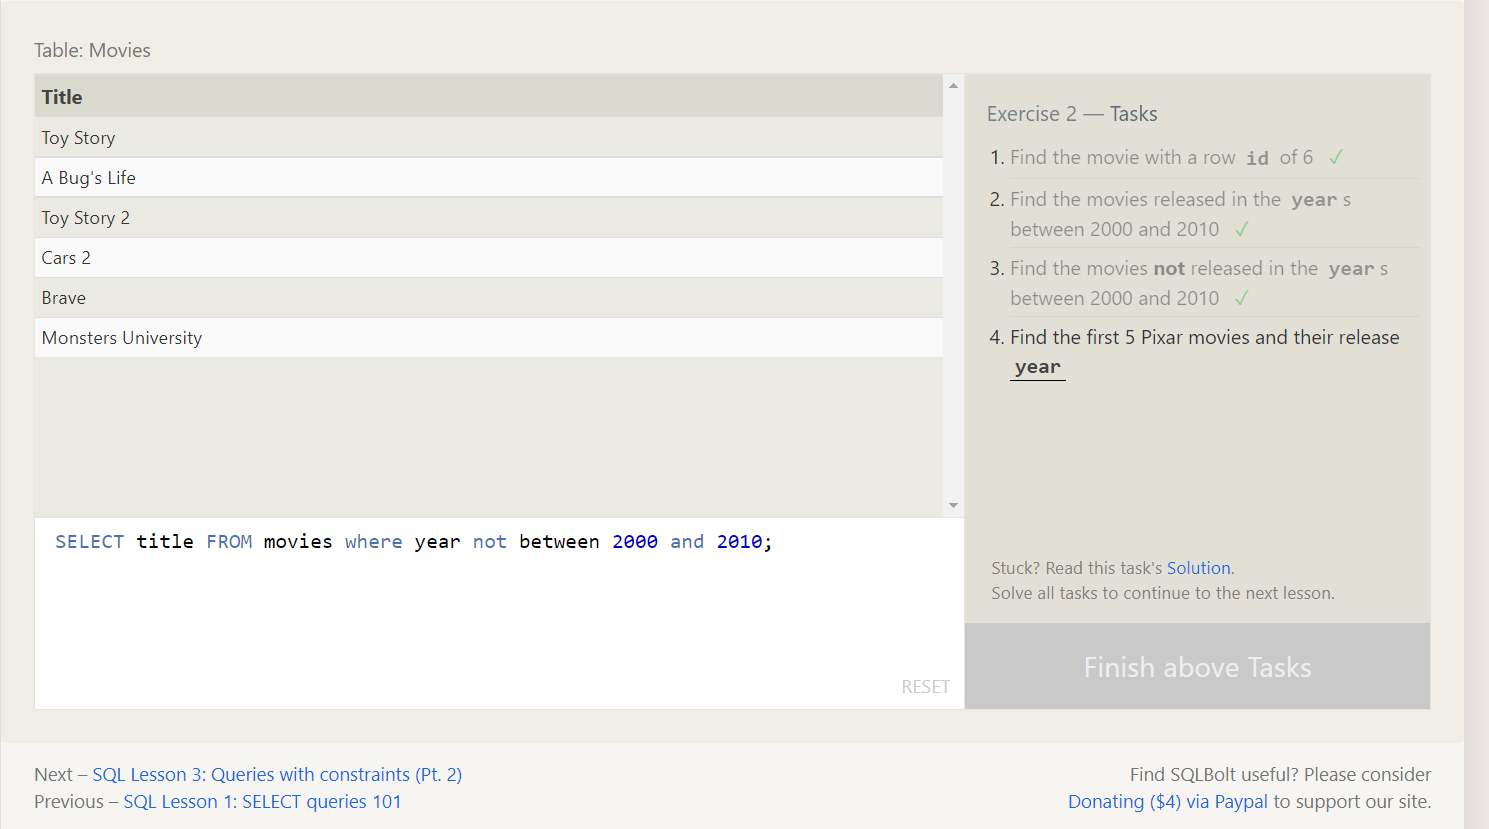 Table: Movies
Title
Toy Story
A Bug's Life
Toy Story 2
Cars 2
Brave
Monsters University
SELECT title FROM movies where year not between 2000 and 2010;
RESET
Exercise 2 — Tasks
1. Find the movie with a row id of 6 ✓
2. Find the movies released in the year s
between 2000 and 2010 ✓
3. Find the movies not released in the year s
between 2000 and 2010 ✓
4. Find the first 5 Pixar movies and their release
year
Stuck? Read this task's Solution.
Solve all tasks to continue to the next lesson.
Finish above Tasks
Next – SQL Lesson 3: Queries with constraints (Pt. 2)
Previous – SQL Lesson 1: SELECT queries 101
Find SQLBolt useful? Please consider
Donating ($4) via Paypal to support our site.